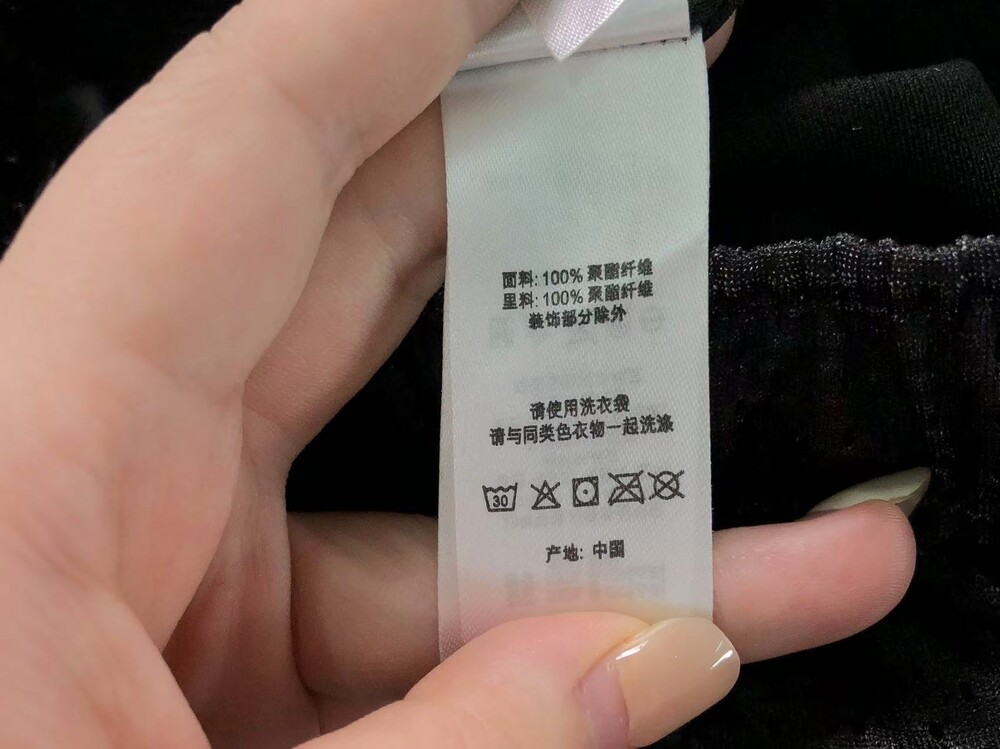 面料: 100% 聚酯纤维
里料: 100% 聚酯纤维
装饰部分除外
请使用洗衣袋
请与同类色衣物一起洗涤
30
产地: 中国